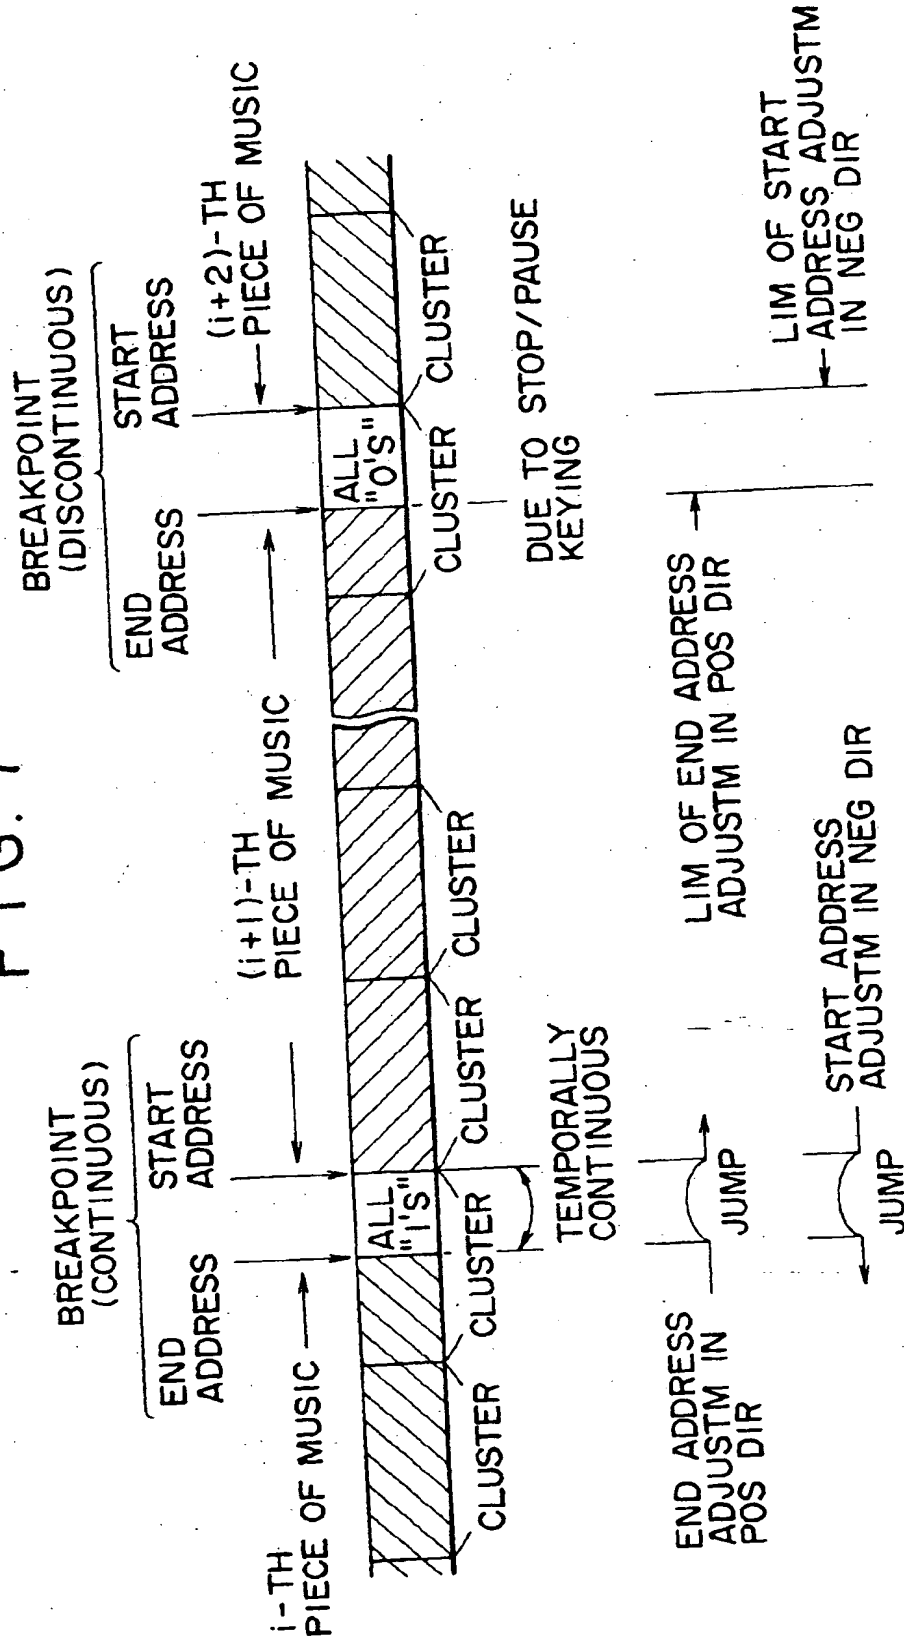 FIG. 7
BREAKPOINT
(CONTINUOUS)
END
ADDRESS
START
ADDRESS
BREAKPOINT
(DISCONTINUOUS)
END
ADDRESS
START
ADDRESS
i-TH
PIECE OF MUSIC
(i+1)-TH
PIECE OF MUSIC
(i+2)-TH
PIECE OF MUSIC
ALL
"1'S"
ALL
"0'S"
CLUSTER
CLUSTER
CLUSTER
CLUSTER
CLUSTER
CLUSTER
CLUSTER
TEMPORALLY
CONTINUOUS
DUE TO STOP/PAUSE
KEYING
END ADDRESS
ADJUSTM IN
POS DIR
JUMP
LIM OF END ADDRESS
ADJUSTM IN POS DIR
LIM OF START
ADDRESS ADJUSTM
IN NEG DIR
JUMP
START ADDRESS
ADJUSTM IN NEG DIR